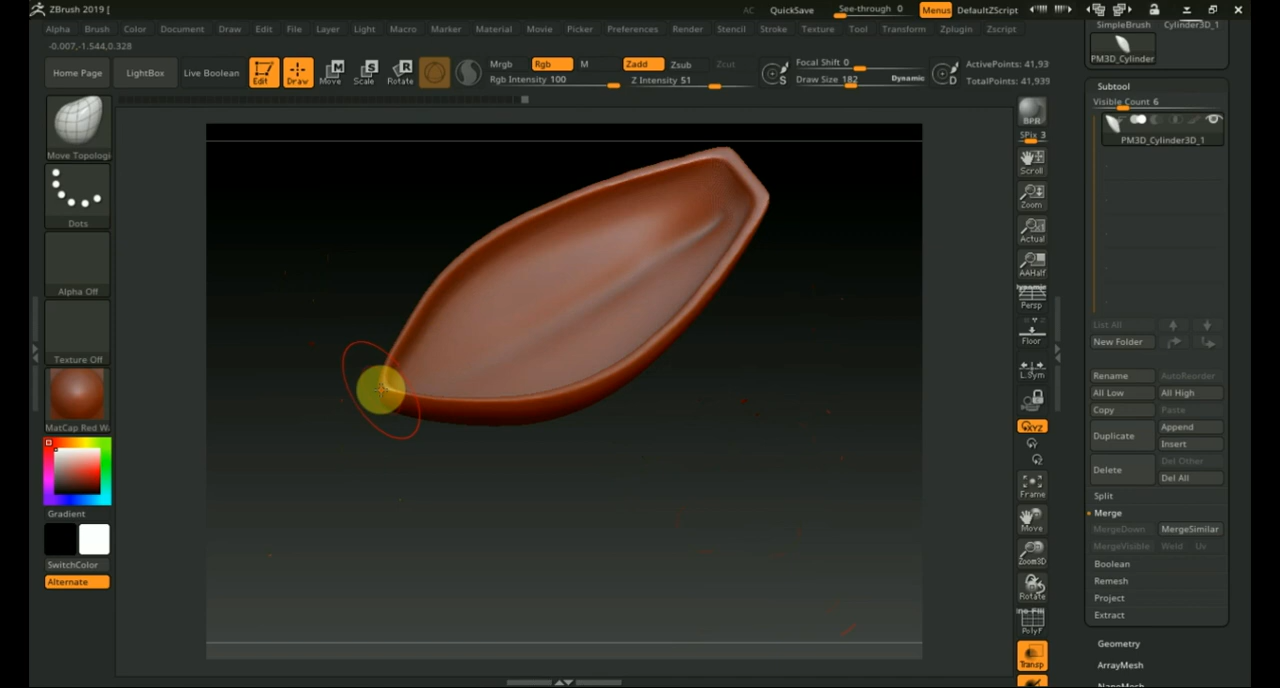 ZBrush 2019 [
AC QuickSave See-through 0 Menus DefaultZScript
Alpha Brush Color Document Draw Edit File Layer Light Macro Marker Material Movie Picker Preferences Render Stencil Stroke Texture Tool Transform Zplugin Zscript
-0.007,-1.544,0.328
Home Page LightBox Live Boolean Edit Draw Move Scale Rotate
Mrgb Rgb M Zadd Zsub Zcut
Rgb Intensity 100 Z Intensity 51
S Focal Shift 0
Draw Size 182 Dynamic
D ActivePoints: 41,93
TotalPoints: 41,939
Move Topologi
Dots
Alpha Off
Texture Off
MatCap Red W
Gradient
SwitchColor
Alternate
BPR
SPix 3
Scroll
Zoom
Actual
AAHalf
Dynamic
Persp
Floor
L.Sym
XYZ
Frame
Move
Zoom3D
Rotate
PolyF
Transp
SimpleBrush Cylinder3D_1
PM3D_Cylinder
Subtool
Visible Count 6
PM3D_Cylinder3D_1
List All
New Folder
Rename AutoReorder
All Low All High
Copy Paste
Duplicate Append
Insert
Delete Del Other
Del All
Split
Merge
MergeDown MergeSimilar
MergeVisible Weld Uv
Boolean
Remesh
Project
Extract
Geometry
ArrayMesh
NanoMesh